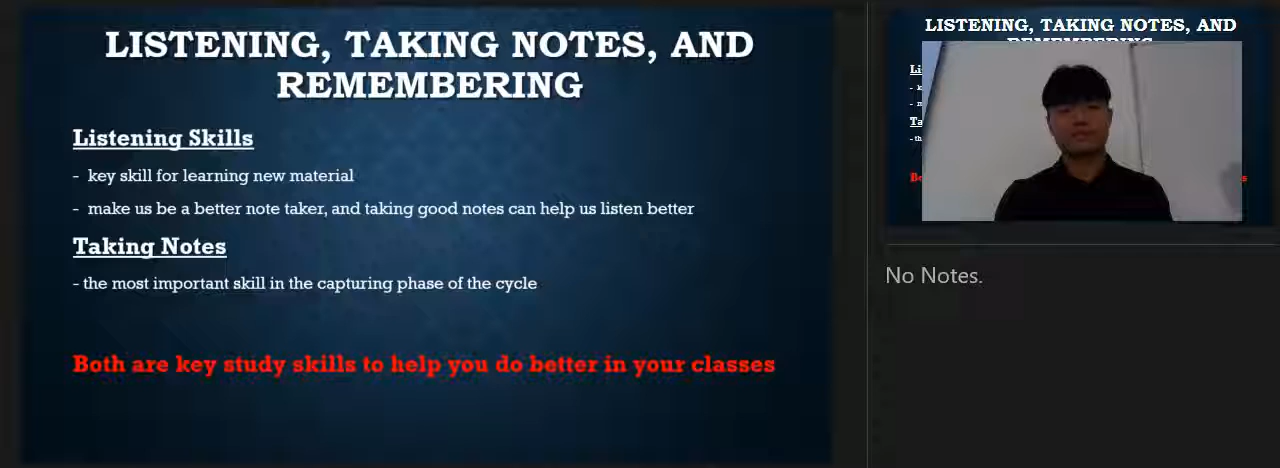 LISTENING, TAKING NOTES, AND
REMEMBERING
Listening Skills
- key skill for learning new material
- make us be a better note taker, and taking good notes can help us listen better
Taking Notes
- the most important skill in the capturing phase of the cycle
Both are key study skills to help you do better in your classes
LISTENING, TAKING NOTES, AND
No Notes.